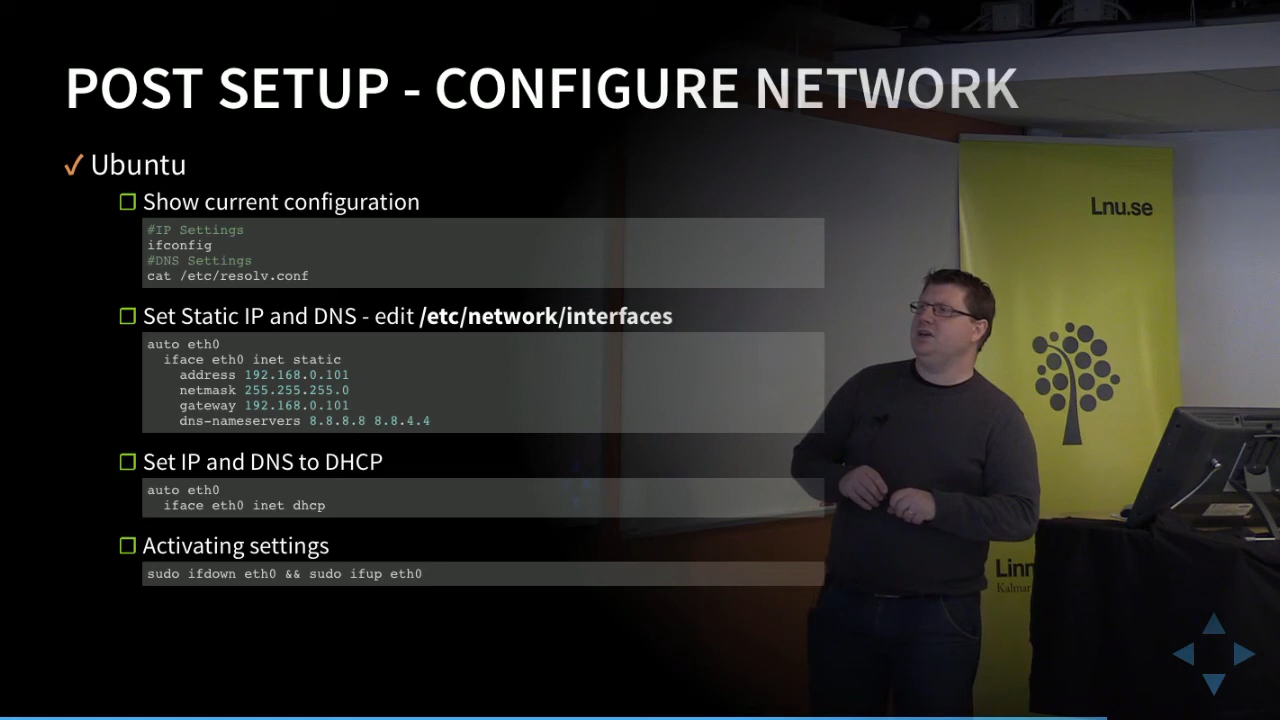 POST SETUP - CONFIGURE NETWORK
✓ Ubuntu
Show current configuration
#IP Settings
ifconfig
#DNS Settings
cat /etc/resolv.conf
Set Static IP and DNS - edit /etc/network/interfaces
auto eth0
iface eth0 inet static
address 192.168.0.101
netmask 255.255.255.0
gateway 192.168.0.101
dns-nameservers 8.8.8.8 8.8.4.4
Set IP and DNS to DHCP
auto eth0
iface eth0 inet dhcp
Activating settings
sudo ifdown eth0 && sudo ifup eth0
Lnu.se
Linn
Kalmar